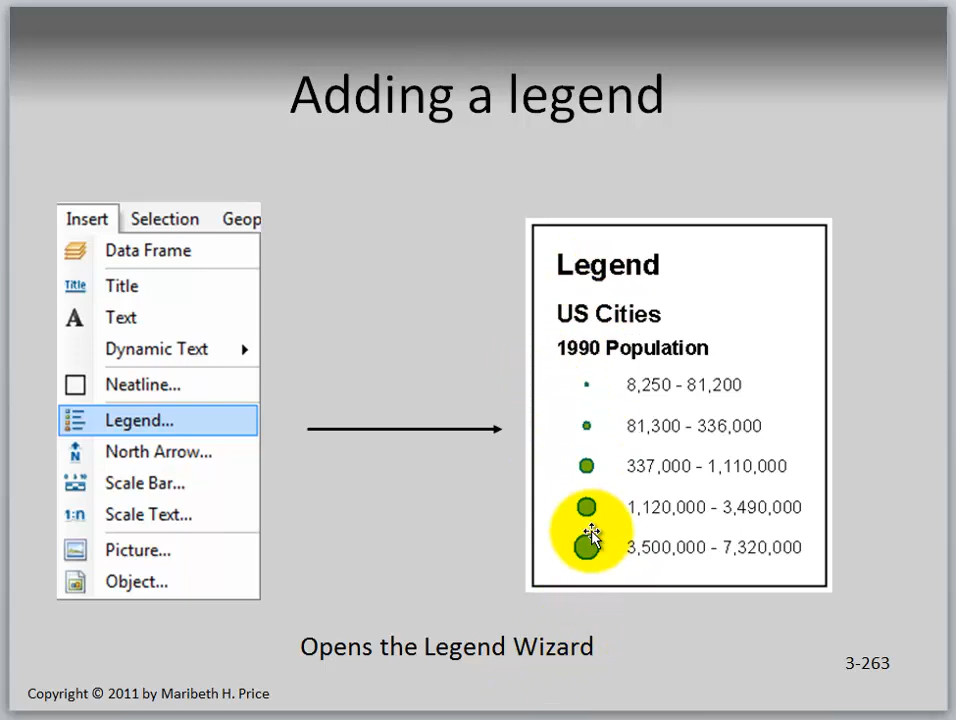 Adding a legend
Insert Selection Geop
Data Frame
Title Title
A Text
Dynamic Text
Neatline...
Legend...
N North Arrow...
Scale Bar...
1:n Scale Text...
Picture...
Object...
Legend
US Cities
1990 Population
8,250 - 81,200
81,300 - 336,000
337,000 - 1,110,000
1,120,000 - 3,490,000
3,500,000 - 7,320,000
Opens the Legend Wizard
3-263
Copyright © 2011 by Maribeth H. Price